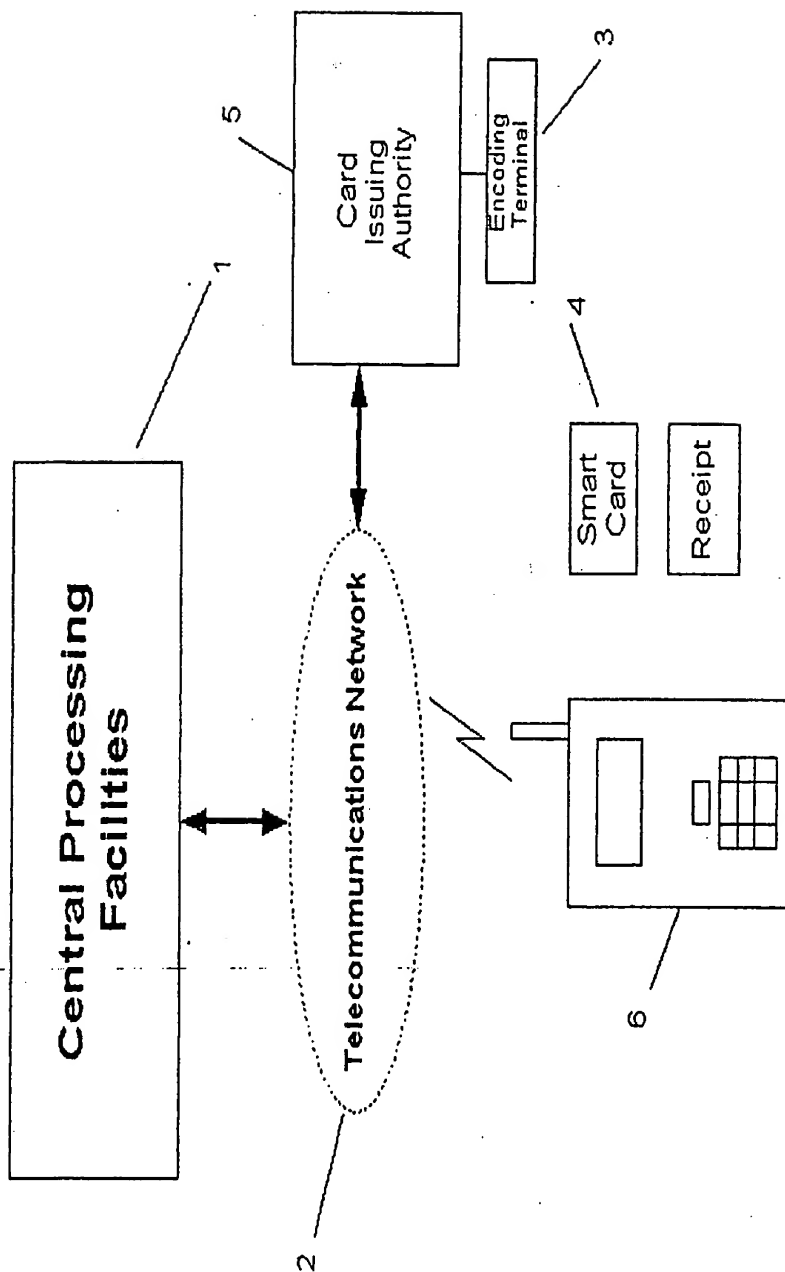 Central Processing
Facilities
1
Telecommunications Network
2
5
Card
Issuing
Authority
Encoding
Terminal
3
4
Smart
Card
Receipt
6